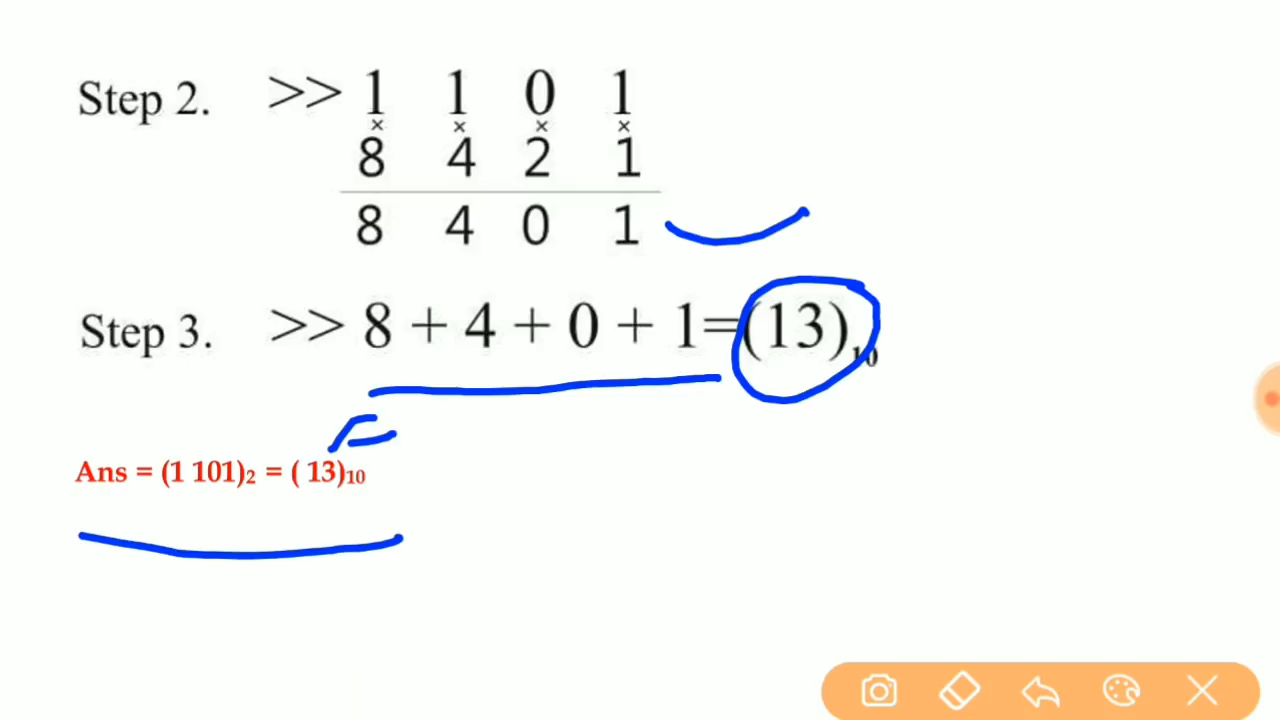 Step 2. >> 1 1 0 1
× × × ×
8 4 2 1
8 4 0 1
Step 3. >> 8 + 4 + 0 + 1=(13)10
Ans = (1 101)2 = ( 13)10